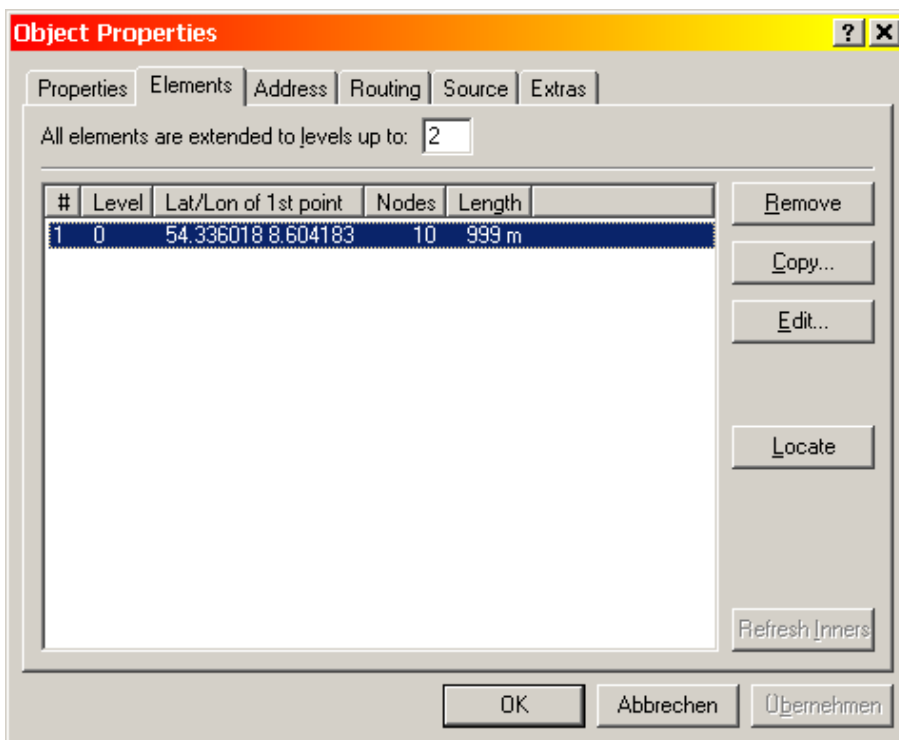 Object Properties
Properties Elements Address Routing Source Extras
All elements are extended to levels up to: 2
# Level Lat/Lon of 1st point Nodes Length
1 0 54.336018 8.604183 10 999 m
Remove
Copy...
Edit...
Locate
Refresh Inners
OK Abbrechen Übernehmen